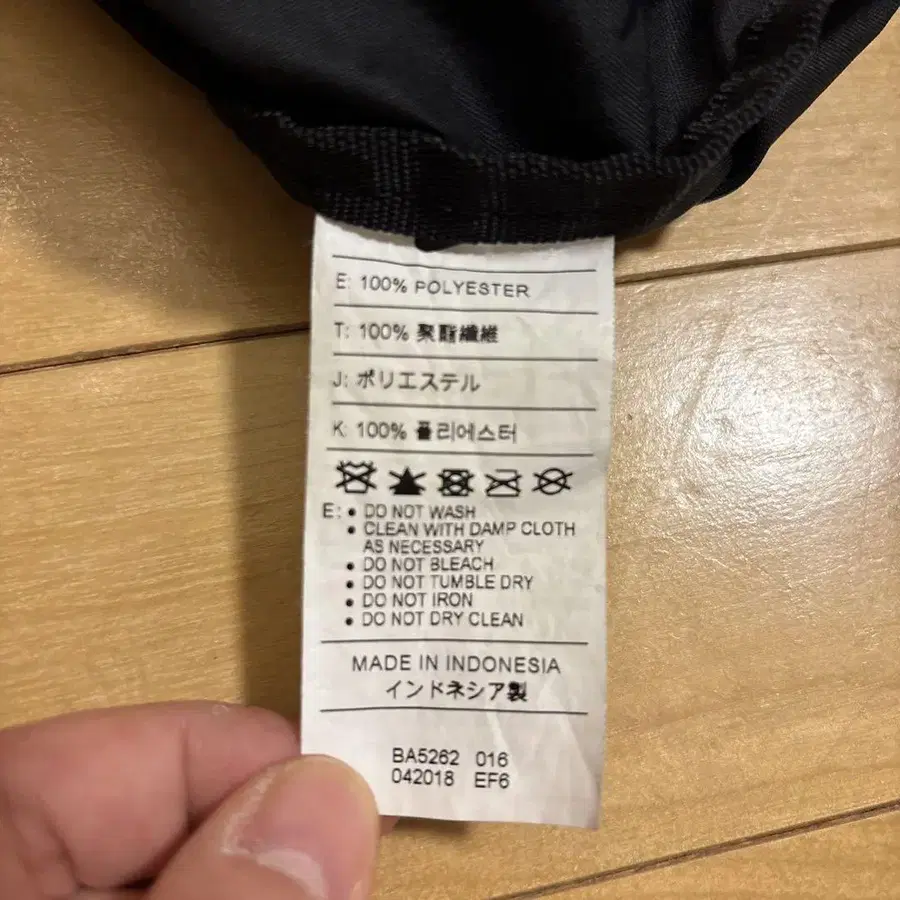 E: 100% POLYESTER
T: 100% 聚酯纖維
J: ポリエステル
K: 100% 폴리에스터
E: • DO NOT WASH
• CLEAN WITH DAMP CLOTH
AS NECESSARY
• DO NOT BLEACH
• DO NOT TUMBLE DRY
• DO NOT IRON
• DO NOT DRY CLEAN
MADE IN INDONESIA
インドネシア製
BA5262 016
042018 EF6